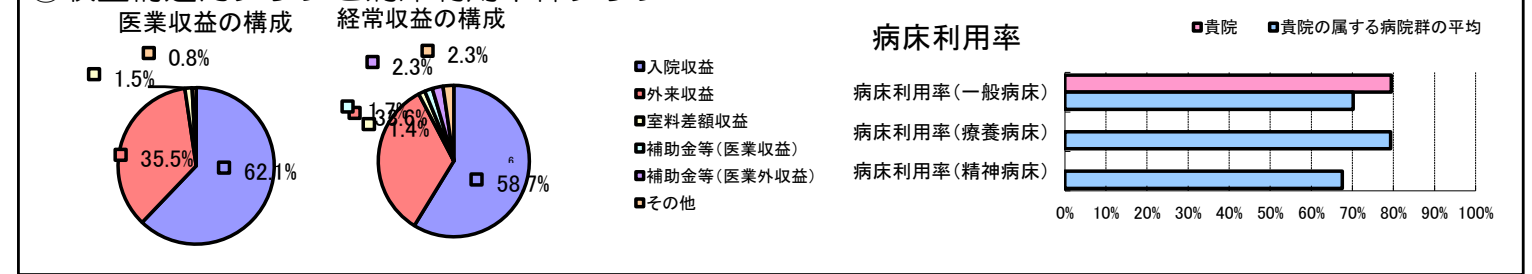 医業収益の構成
0.8%
1.5%
35.5%
62.1%
経常収益の構成
2.3%
2.3%
1.7%
33.6%
1.4%
58.7%
入院収益
外来収益
室料差額収益
補助金等(医業収益)
補助金等(医業外収益)
その他
病床利用率
貴院
貴院の属する病院群の平均
病床利用率(一般病床)
病床利用率(療養病床)
病床利用率(精神病床)
0% 10% 20% 30% 40% 50% 60% 70% 80% 90% 100%